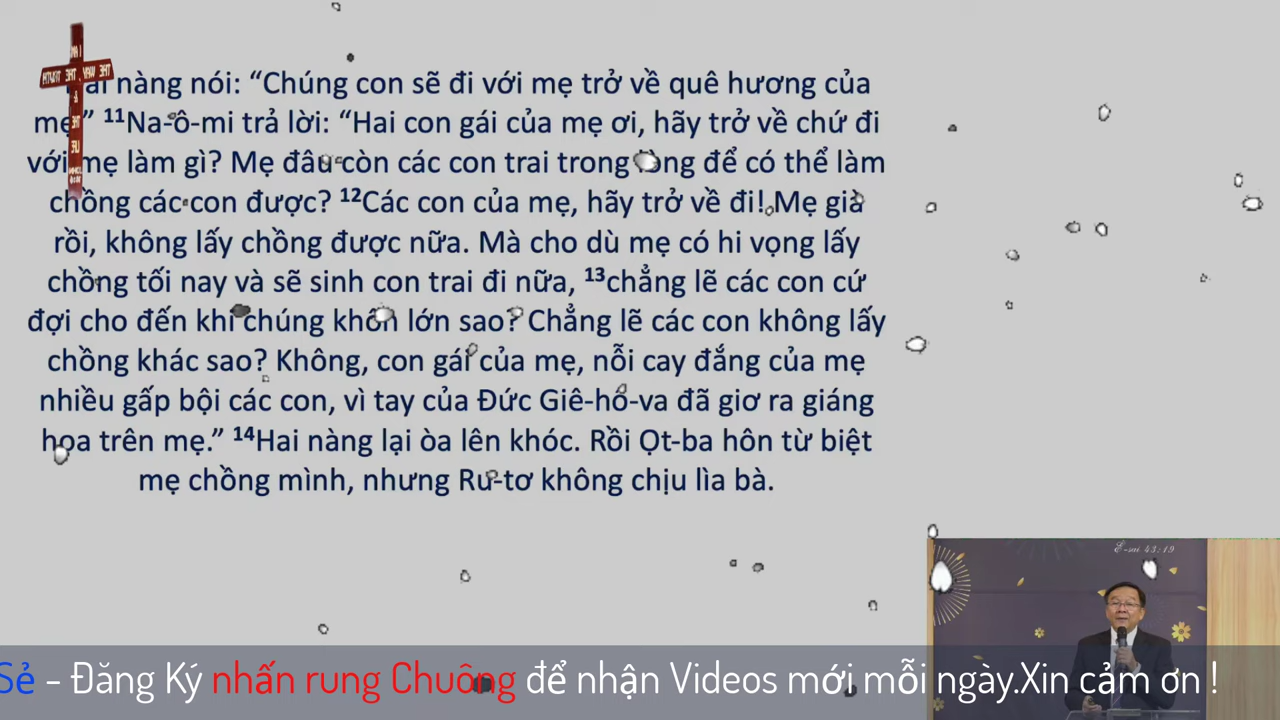 Hai nàng nói: “Chúng con sẽ đi với mẹ trở về quê hương của
mẹ.” ¹¹Na-ô-mi trả lời: “Hai con gái của mẹ ơi, hãy trở về chứ đi
với mẹ làm gì? Mẹ đâu còn các con trai trong lòng để có thể làm
chồng các con được? ¹²Các con của mẹ, hãy trở về đi! Mẹ già
rồi, không lấy chồng được nữa. Mà cho dù mẹ có hi vọng lấy
chồng tối nay và sẽ sinh con trai đi nữa, ¹³chẳng lẽ các con cứ
đợi cho đến khi chúng khôn lớn sao? Chẳng lẽ các con không lấy
chồng khác sao? Không, con gái của mẹ, nỗi cay đắng của mẹ
nhiều gấp bội các con, vì tay của Đức Giê-hô-va đã giơ ra giáng
họa trên mẹ.” ¹⁴Hai nàng lại òa lên khóc. Rồi Ọt-ba hôn từ biệt
mẹ chồng mình, nhưng Ru-tơ không chịu lìa bà.
Ê-sai 43:19
Sẻ - Đăng Ký nhấn rung Chuông để nhận Videos mới mỗi ngày.Xin cảm ơn !